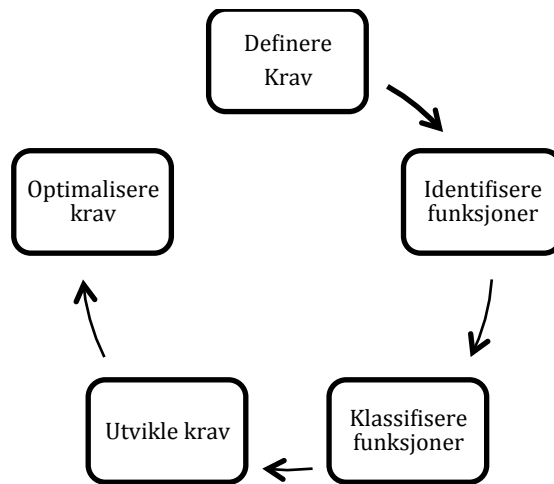 Definere
Krav
Identifisere
funksjoner
Klassifisere
funksjoner
Utvikle krav
Optimalisere
krav